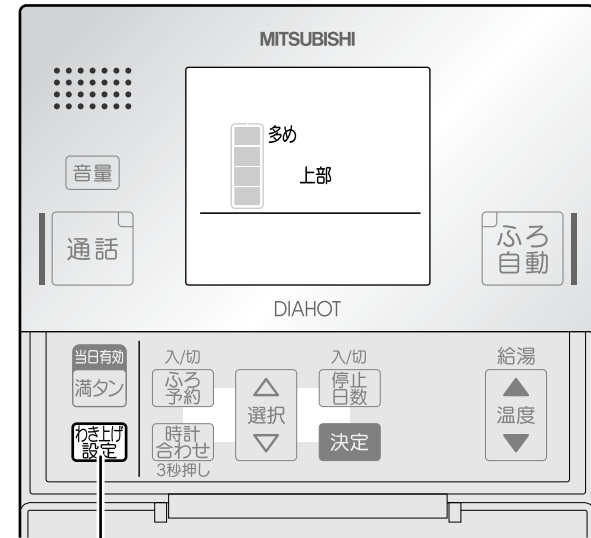 MITSUBISHI
多め
上部
音量
通話
ふろ
自動
DIAHOT
当日有効
満タン
わき上げ
設定
入/切
ふろ
予約
時計
合わせ
3秒押し
△
選択
▽
入/切
停止
日数
決定
給湯
▲
温度
▼